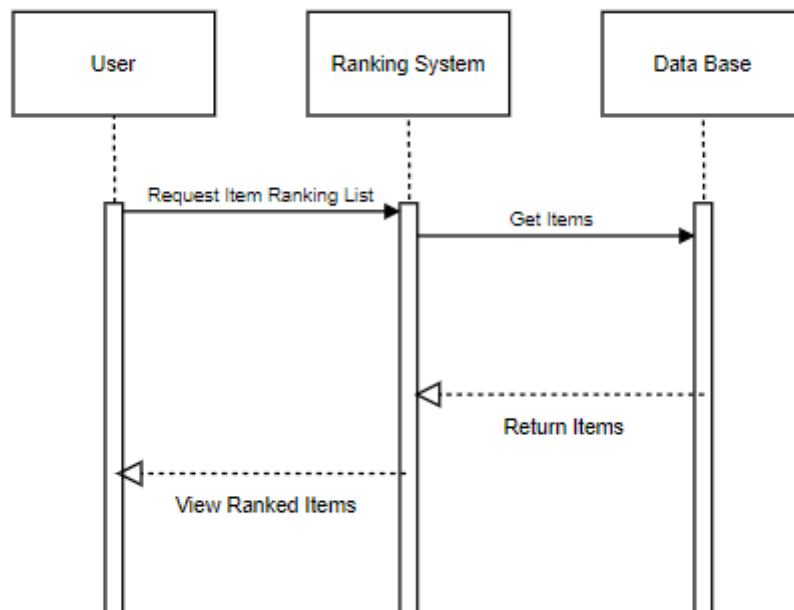 User
Ranking System
Data Base
Request Item Ranking List
Get Items
Return Items
View Ranked Items